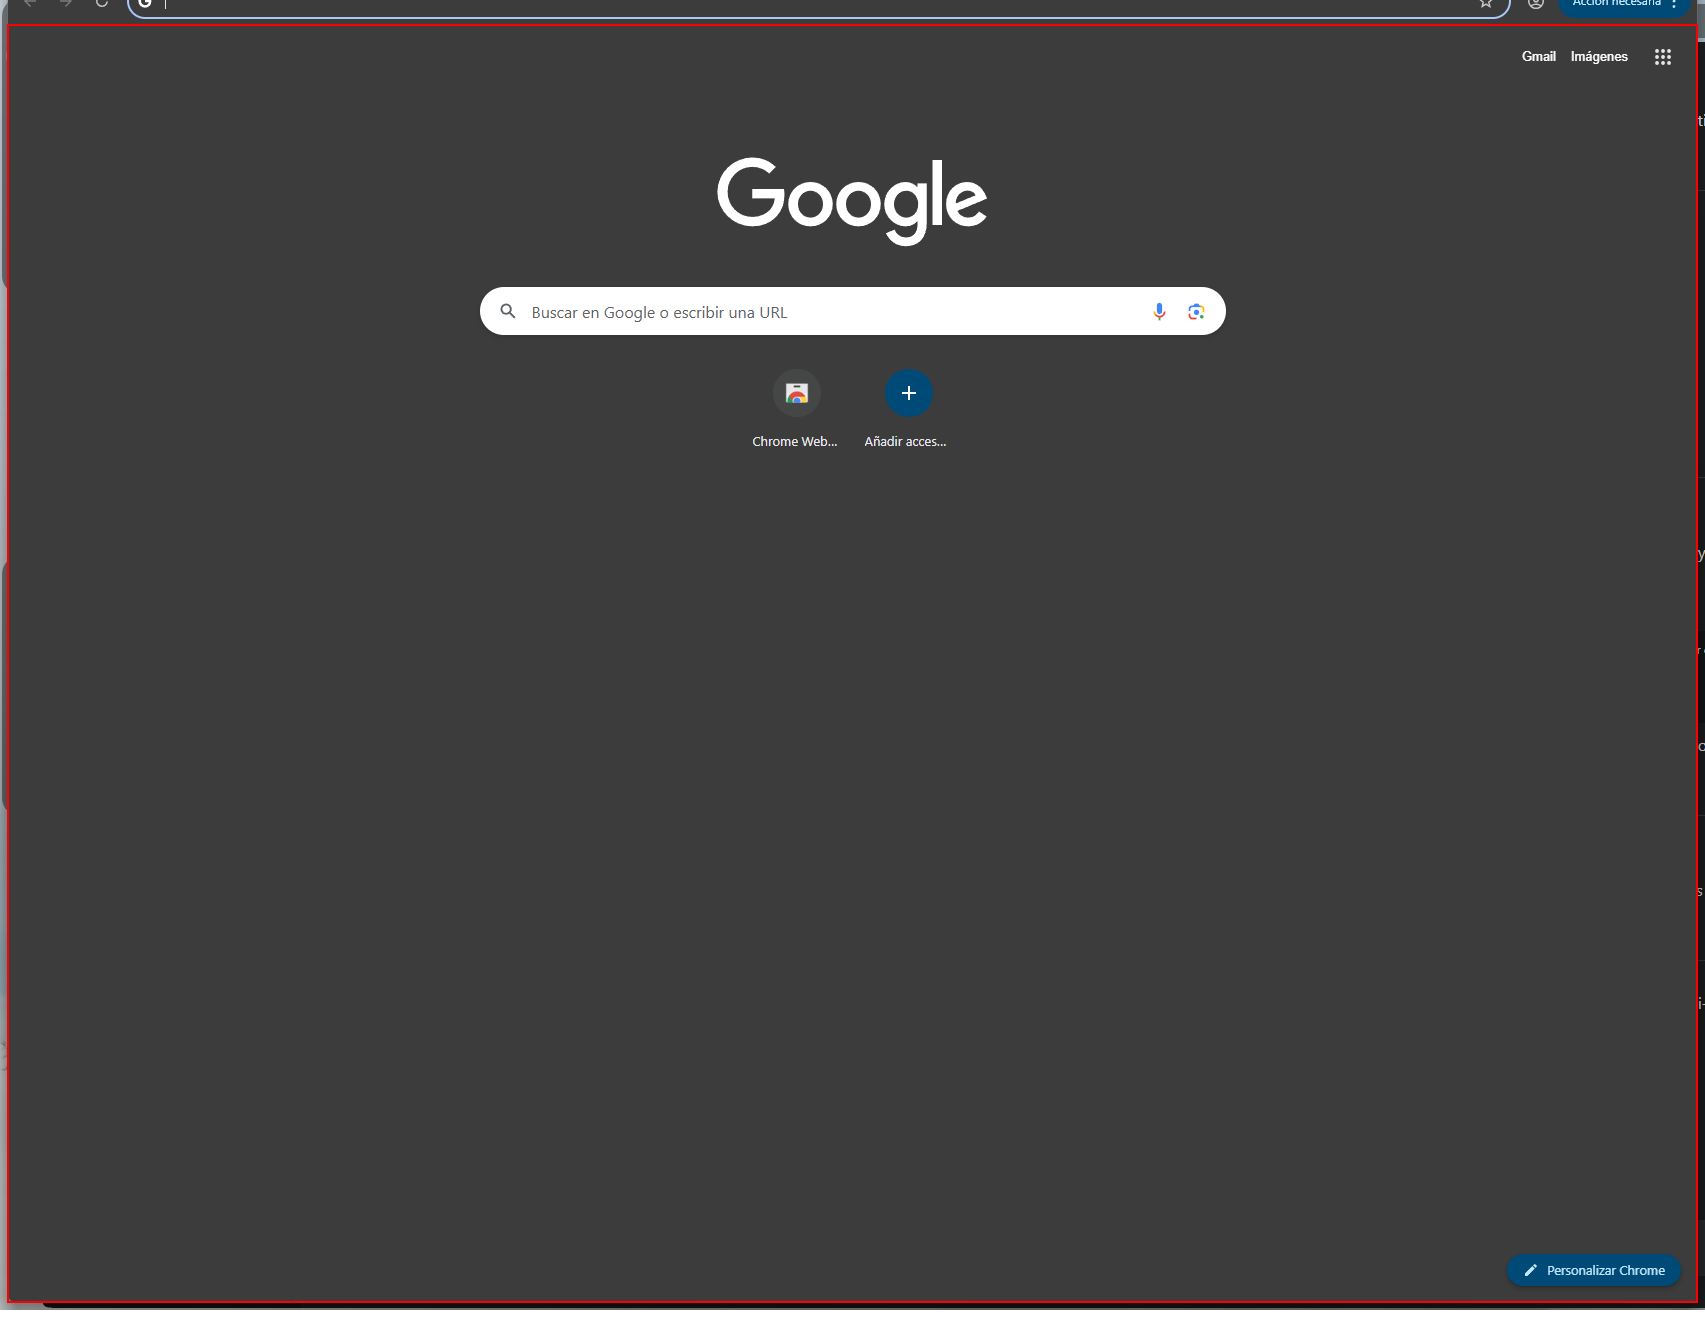 Acción necesaria
Gmail Imágenes
Google
Buscar en Google o escribir una URL
Chrome Web... Añadir acces...
Personalizar Chrome